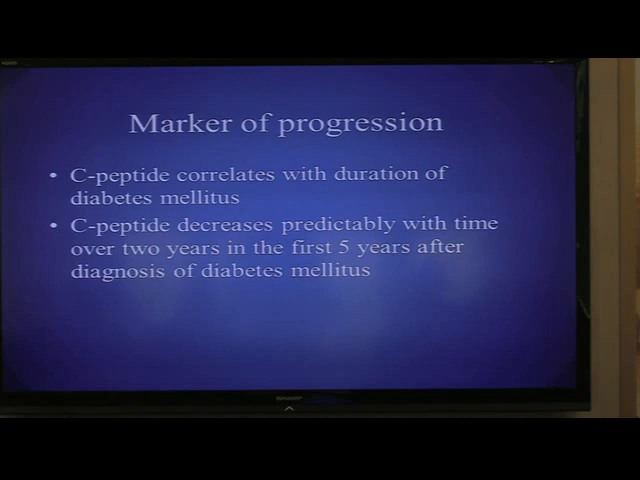 Marker of progression
• C-peptide correlates with duration of
diabetes mellitus
• C-peptide decreases predictably with time
over two years in the first 5 years after
diagnosis of diabetes mellitus
SHARP